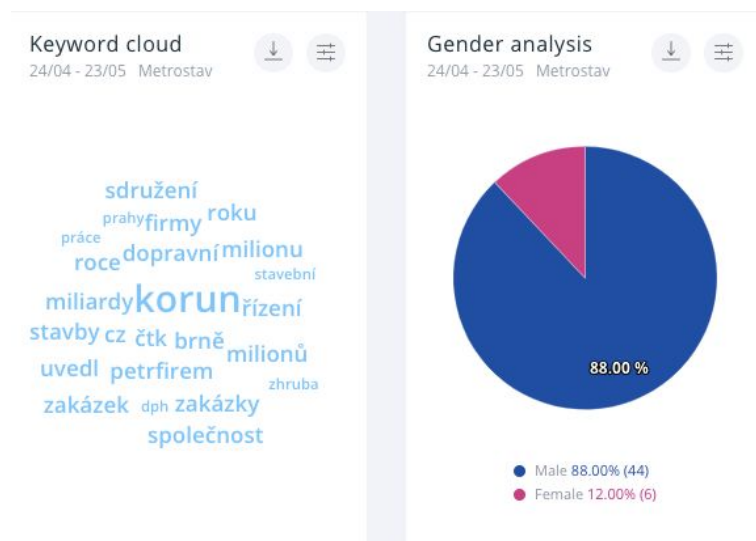 Keyword cloud
24/04 - 23/05 Metrostav
sdružení
prahy firmy roku
práce
roce dopravní milionu
stavební
miliardy korun řízení
stavby cz čtk brně
milionů
uvedl petr firem
zhruba
zakázek dph zakázky
společnost
Gender analysis
24/04 - 23/05 Metrostav
88.00 %
Male 88.00% (44)
Female 12.00% (6)